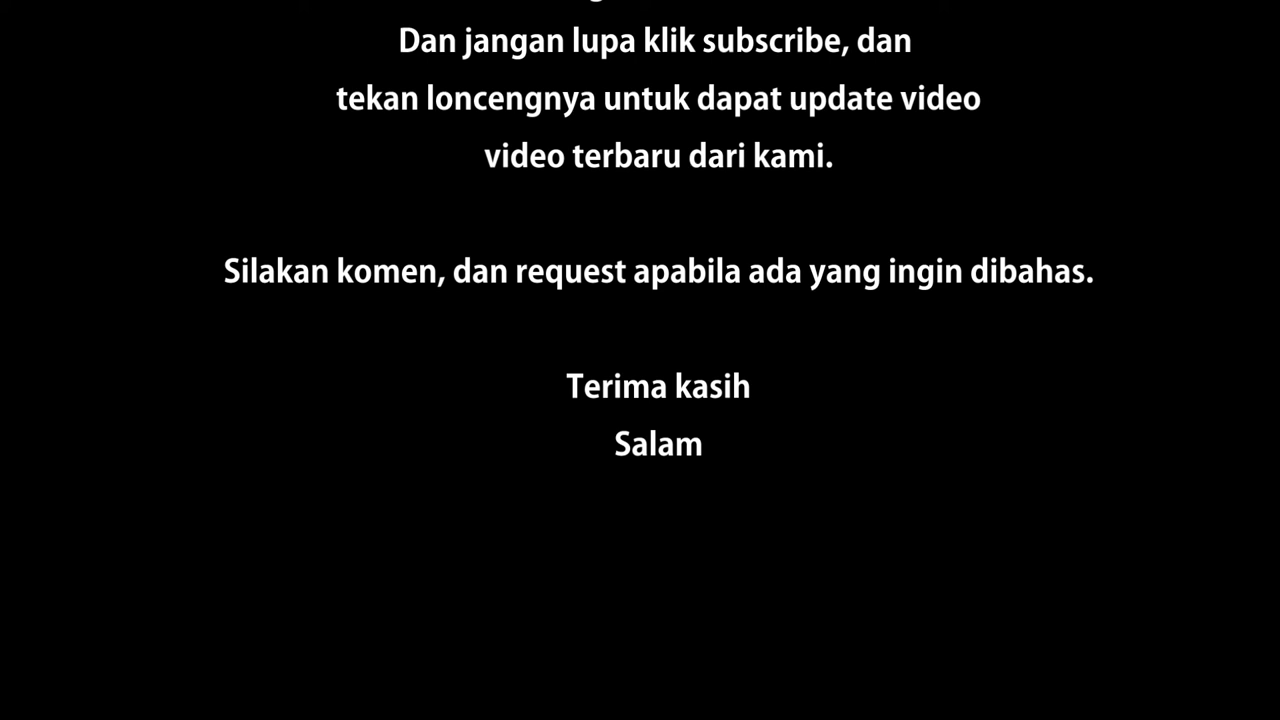 Dan jangan lupa klik subscribe, dan
tekan loncengnya untuk dapat update video
video terbaru dari kami.
Silakan komen, dan request apabila ada yang ingin dibahas.
Terima kasih
Salam